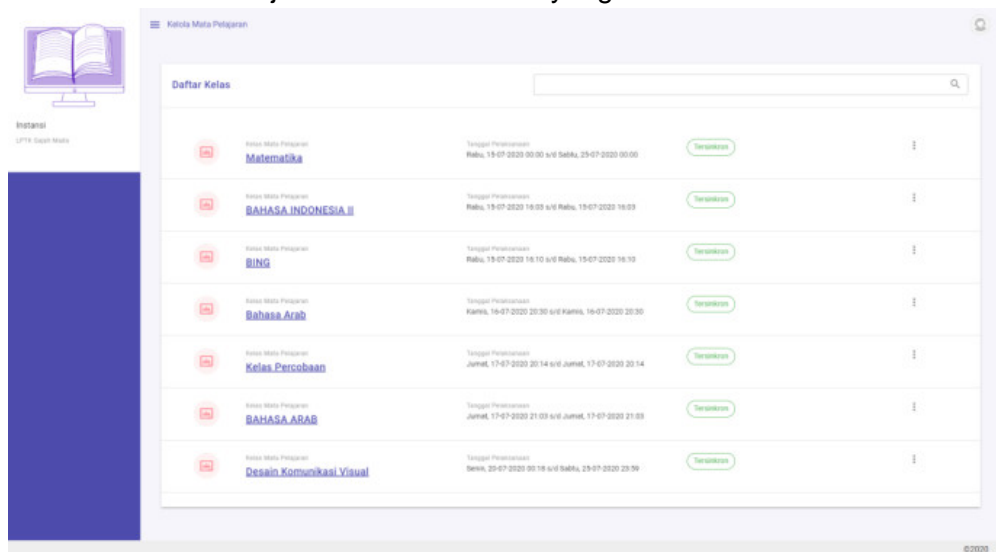 Kelola Mata Pelajaran
Instansi
Daftar Kelas
Kelas Mata Pelajaran
Matematika
Tanggal Pelaksanaan
Rabu, 15-07-2020 00:00 s/d Sabtu, 25-07-2020 00:00
Tersinkron
Kelas Mata Pelajaran
BAHASA INDONESIA II
Tanggal Pelaksanaan
Rabu, 15-07-2020 16:03 s/d Rabu, 15-07-2020 16:03
Tersinkron
Kelas Mata Pelajaran
BING
Tanggal Pelaksanaan
Rabu, 15-07-2020 16:10 s/d Rabu, 15-07-2020 16:10
Tersinkron
Kelas Mata Pelajaran
Bahasa Arab
Tanggal Pelaksanaan
Kamis, 16-07-2020 20:30 s/d Kamis, 16-07-2020 20:30
Tersinkron
Kelas Mata Pelajaran
Kelas Percobaan
Tanggal Pelaksanaan
Jumat, 17-07-2020 20:14 s/d Jumat, 17-07-2020 20:14
Tersinkron
Kelas Mata Pelajaran
BAHASA ARAB
Tanggal Pelaksanaan
Jumat, 17-07-2020 21:03 s/d Jumat, 17-07-2020 21:03
Tersinkron
Kelas Mata Pelajaran
Desain Komunikasi Visual
Tanggal Pelaksanaan
Senin, 20-07-2020 00:18 s/d Sabtu, 25-07-2020 23:59
Tersinkron
©2020